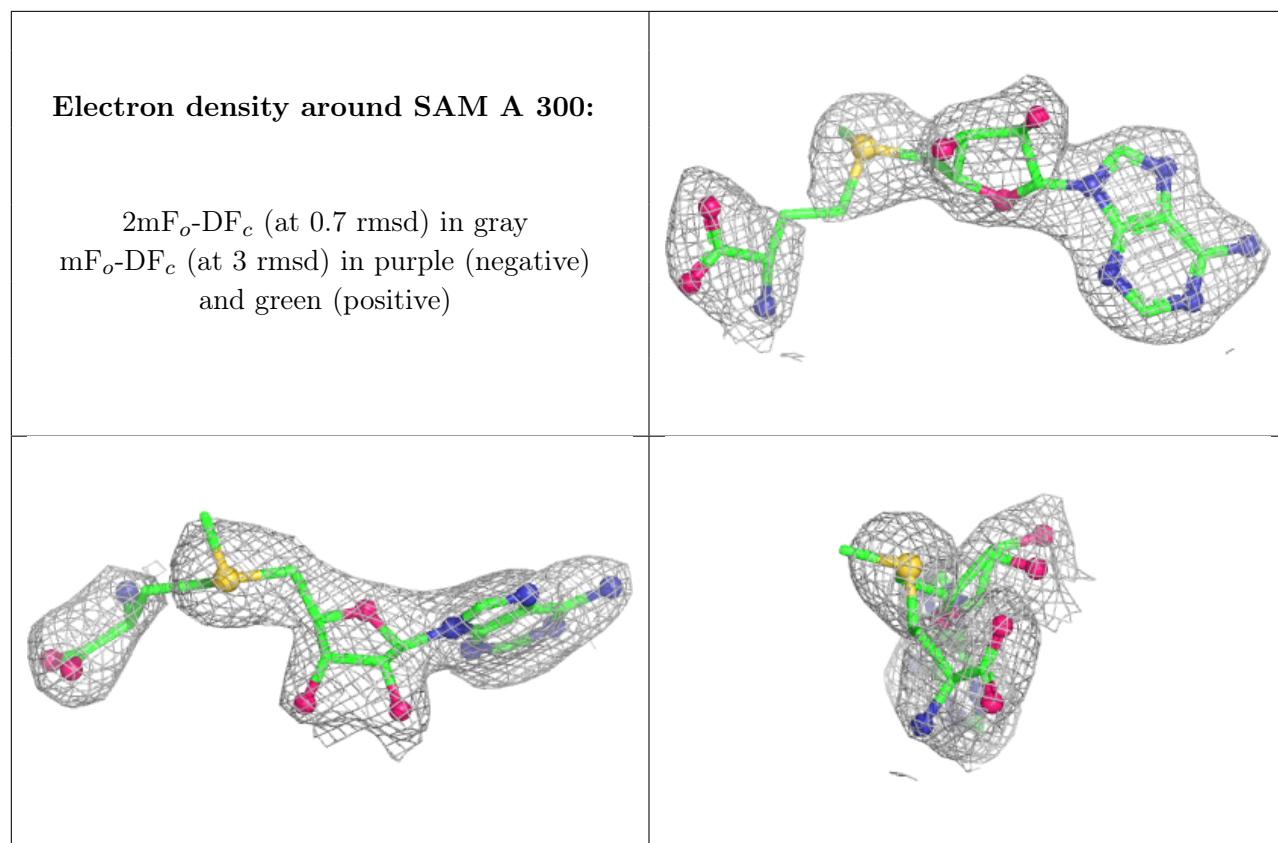 Electron density around SAM A 300:
2mFo-DFc (at 0.7 rmsd) in gray
mFo-DFc (at 3 rmsd) in purple (negative)
and green (positive)